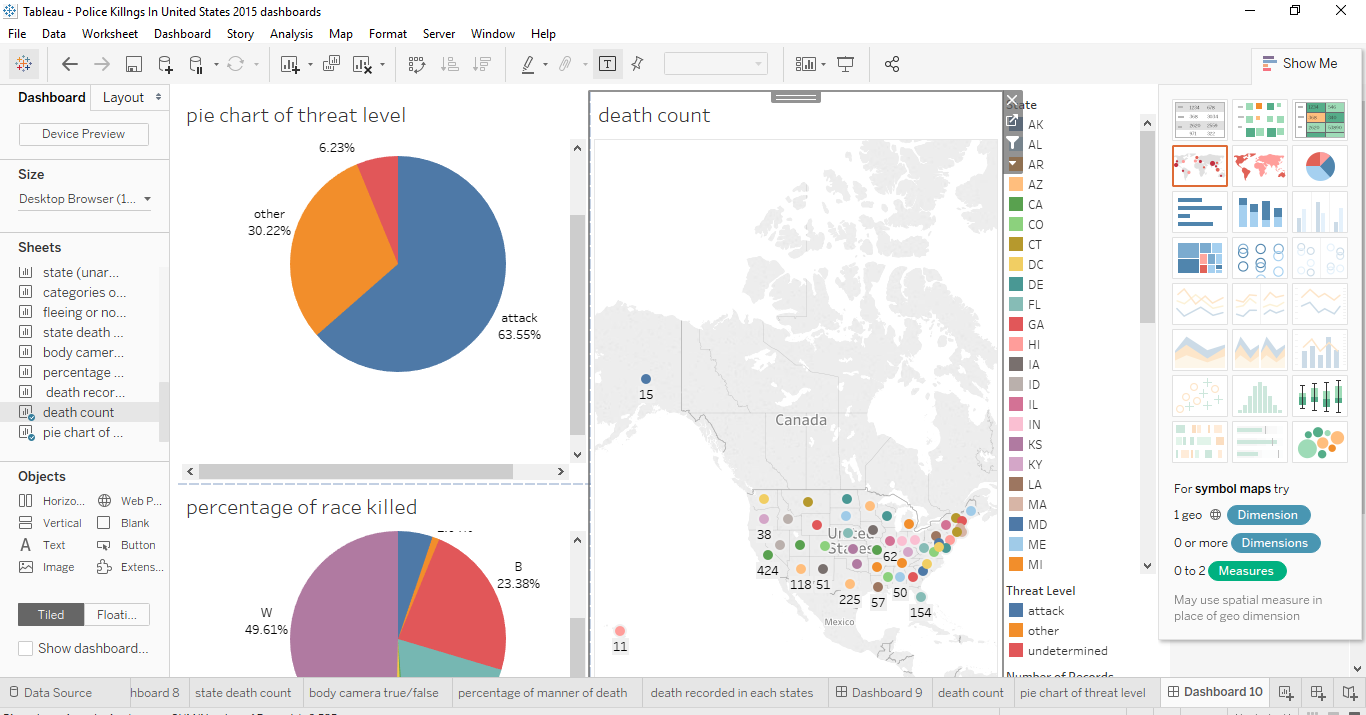 Tableau - Police Killngs In United States 2015 dashboards
File Data Worksheet Dashboard Story Analysis Map Format Server Window Help
Show Me
Dashboard Layout
Device Preview
Size
Desktop Browser (1...
Sheets
state (unar...
categories o...
fleeing or no...
state death ...
body camer...
percentage ...
death recor...
death count
pie chart of ...
Objects
Horizo... Web P...
Vertical Blank
Text Button
Image Extens...
Tiled Floati...
Show dashboard...
pie chart of threat level
6.23%
other
30.22%
attack
63.55%
percentage of race killed
B
23.38%
W
49.61%
death count
15
Canada
United
States
38
62
424
118 51
225
57
50
154
Mexico
11
State
AK
AL
AR
AZ
CA
CO
CT
DC
DE
FL
GA
HI
IA
ID
IL
IN
KS
KY
LA
MA
MD
ME
MI
Threat Level
attack
other
undetermined
Number of Records
For symbol maps try
1 geo Dimension
0 or more Dimensions
0 to 2 Measures
May use spatial measure in
place of geo dimension
Data Source hboard 8 state death count body camera true/false percentage of manner of death death recorded in each states Dashboard 9 death count pie chart of threat level Dashboard 10